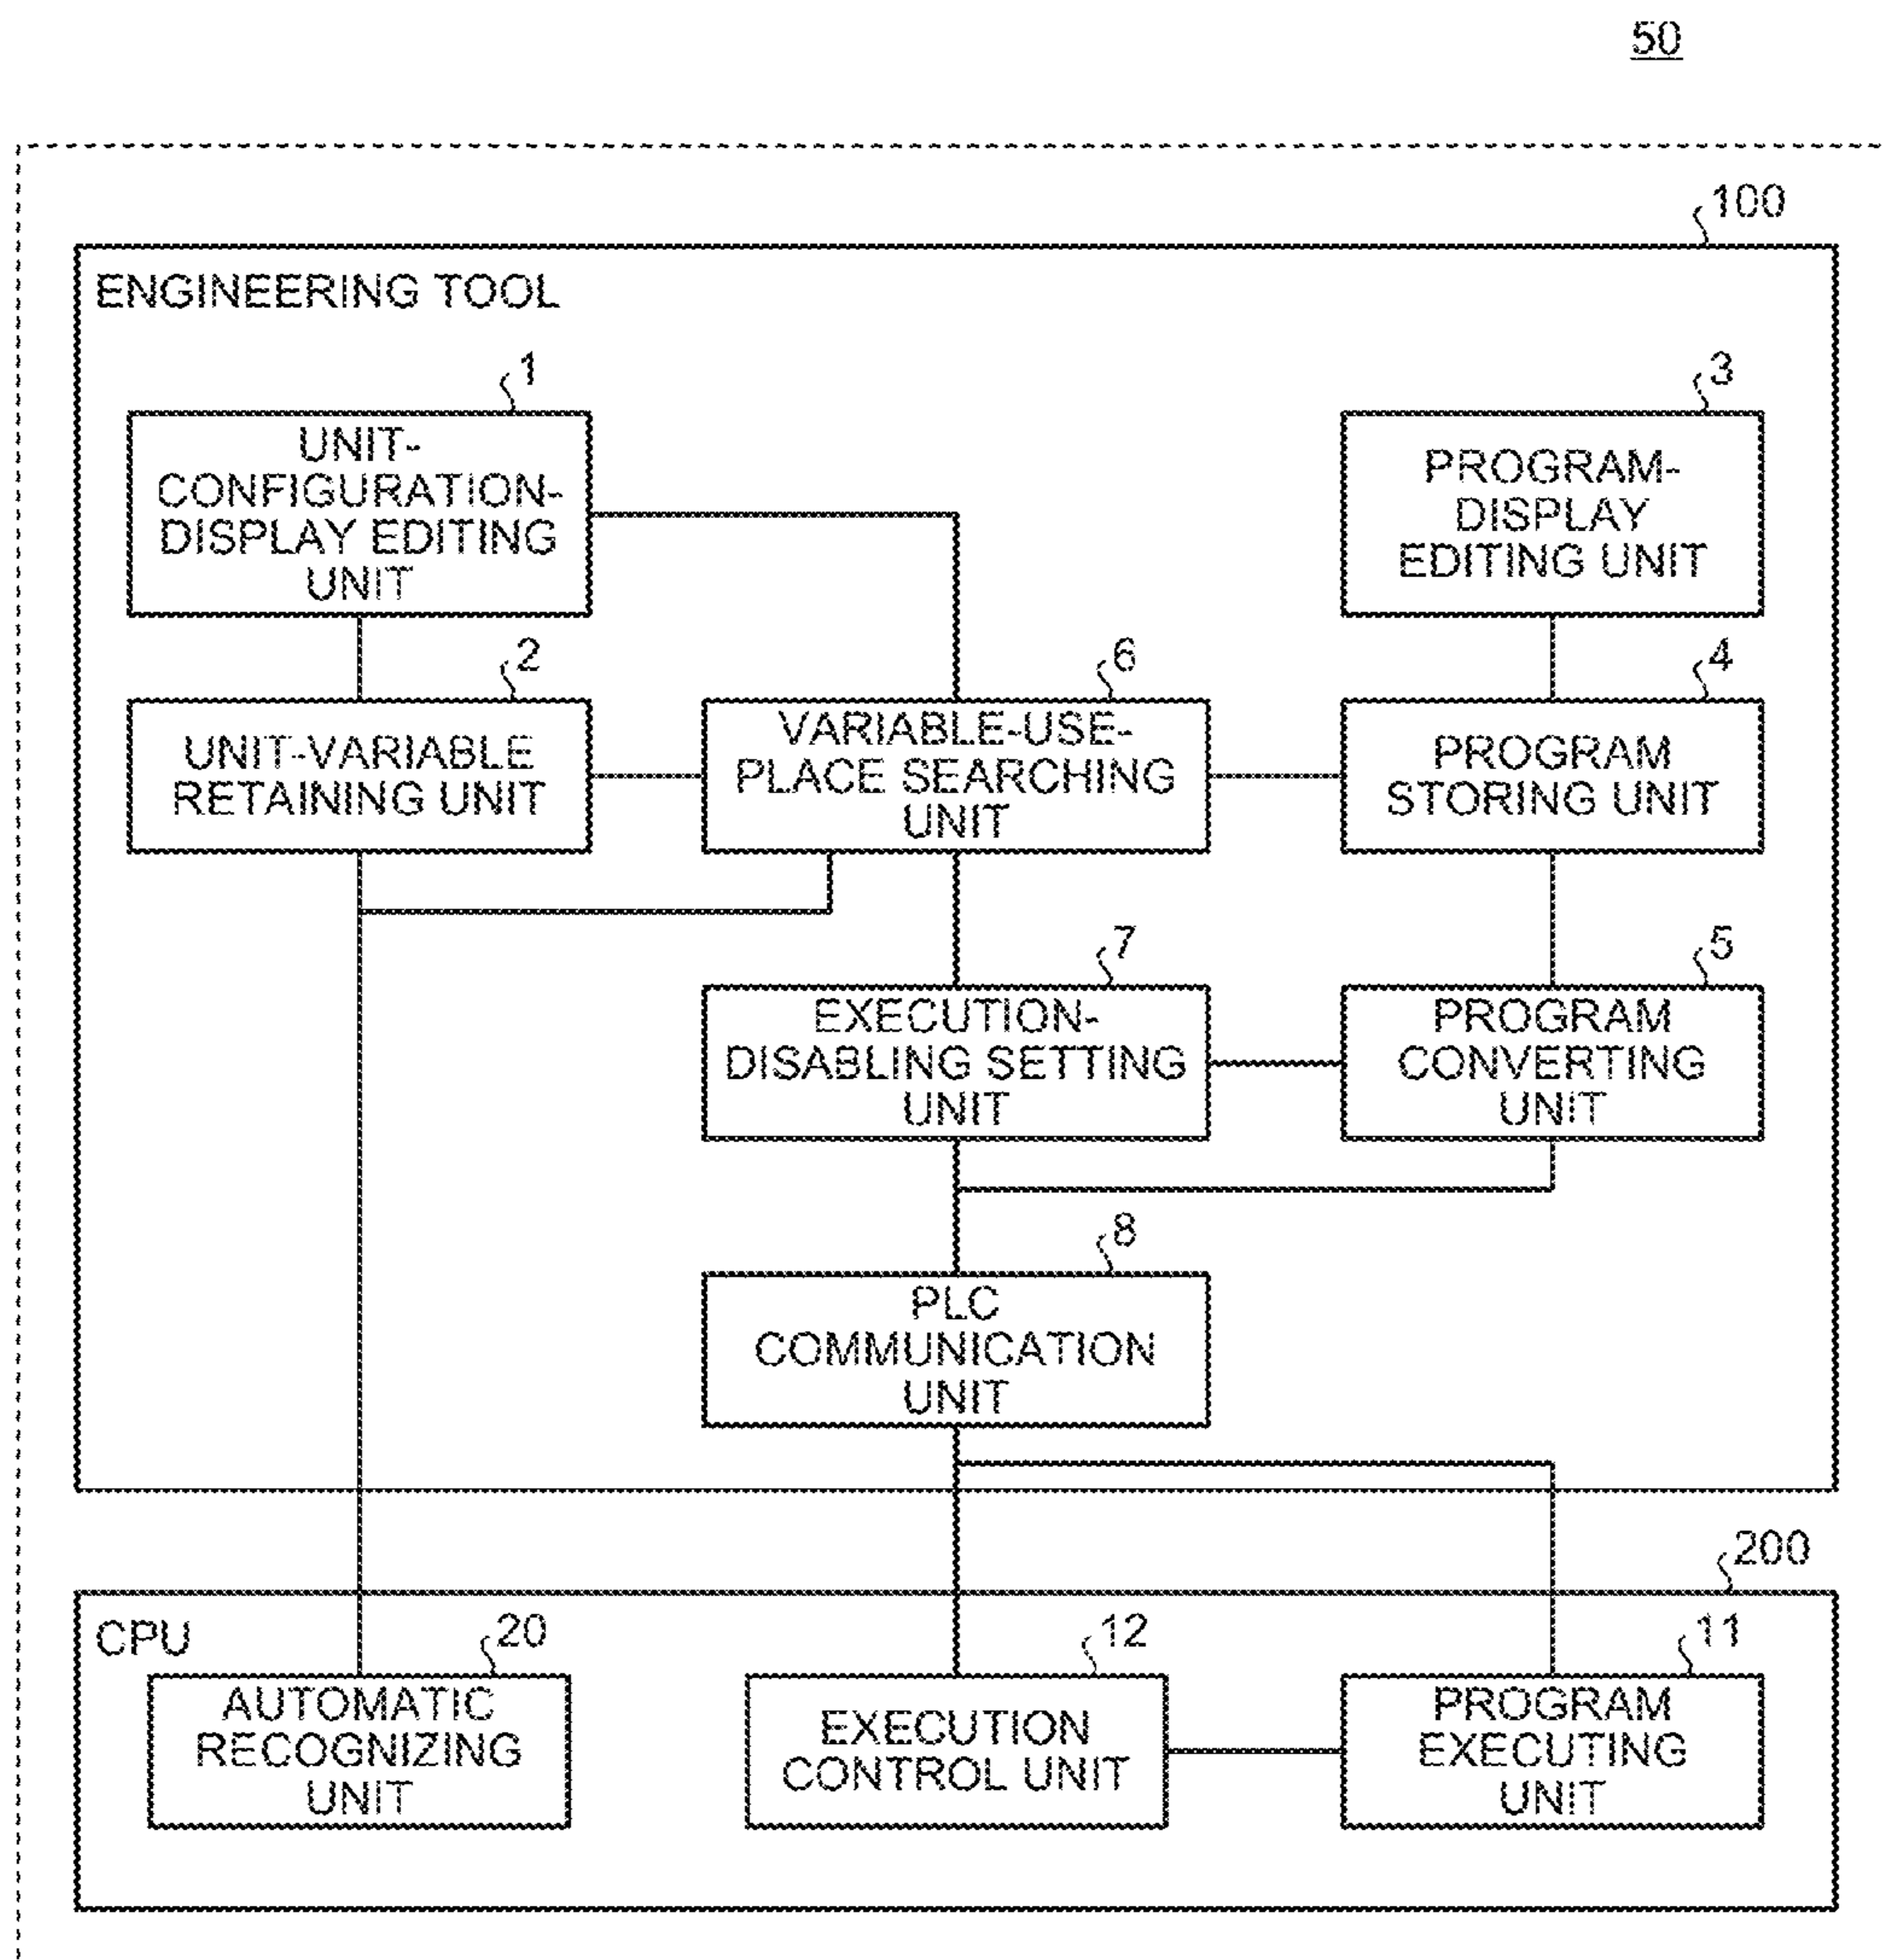 50
100
ENGINEERING TOOL
1
UNIT-
CONFIGURATION-
DISPLAY EDITING
UNIT
3
PROGRAM-
DISPLAY
EDITING UNIT
2
UNIT-VARIABLE
RETAINING UNIT
6
VARIABLE-USE-
PLACE SEARCHING
UNIT
4
PROGRAM
STORING UNIT
7
EXECUTION-
DISABLING SETTING
UNIT
5
PROGRAM
CONVERTING
UNIT
8
PLC
COMMUNICATION
UNIT
200
CPU
20
AUTOMATIC
RECOGNIZING
UNIT
12
EXECUTION
CONTROL UNIT
11
PROGRAM
EXECUTING
UNIT